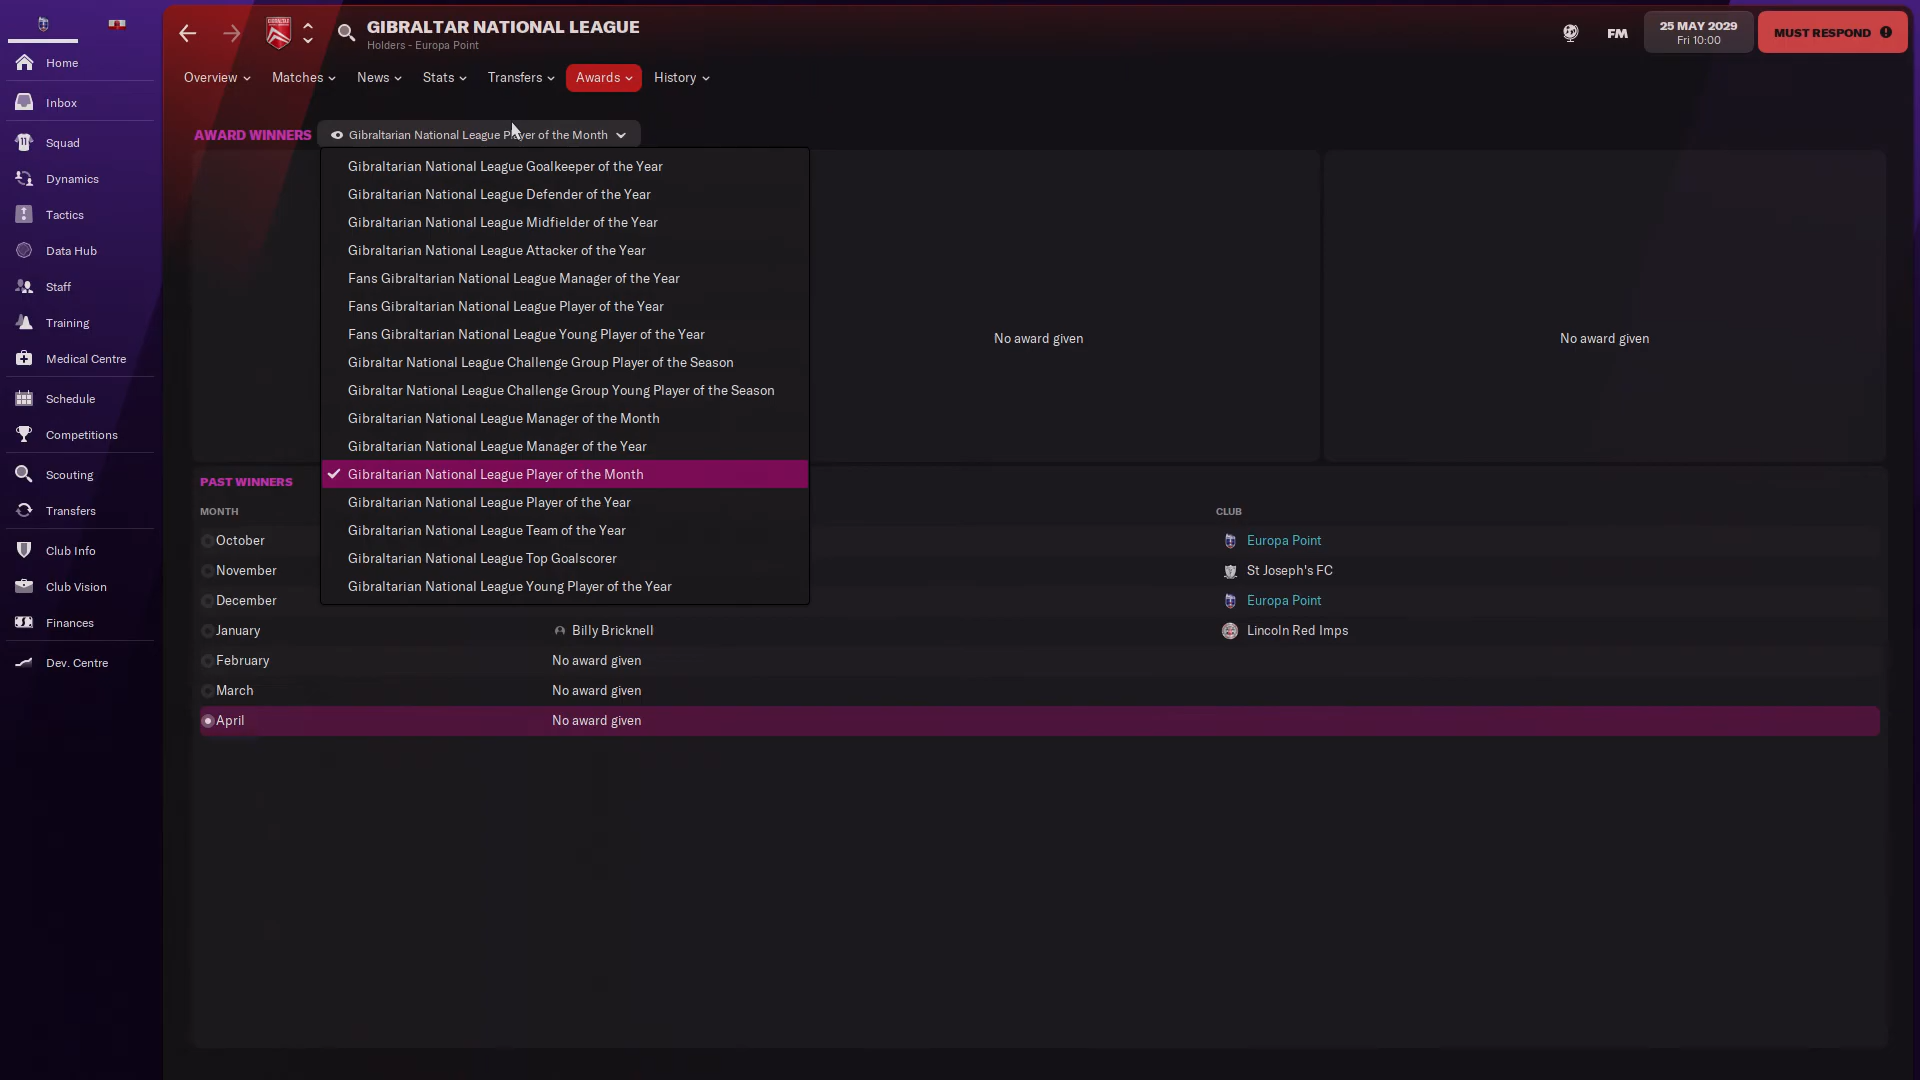 GIBRALTAR NATIONAL LEAGUE
Holders - Europa Point
FM
25 MAY 2029
Fri 10:00
MUST RESPOND
Home
Inbox
Squad
Dynamics
Tactics
Data Hub
Staff
Training
Medical Centre
Schedule
Competitions
Scouting
Transfers
Club Info
Club Vision
Finances
Dev. Centre
Overview
Matches
News
Stats
Transfers
Awards
History
AWARD WINNERS
Gibraltarian National League Player of the Month
Gibraltarian National League Goalkeeper of the Year
Gibraltarian National League Defender of the Year
Gibraltarian National League Midfielder of the Year
Gibraltarian National League Attacker of the Year
Fans Gibraltarian National League Manager of the Year
Fans Gibraltarian National League Player of the Year
Fans Gibraltarian National League Young Player of the Year
Gibraltar National League Challenge Group Player of the Season
Gibraltar National League Challenge Group Young Player of the Season
Gibraltarian National League Manager of the Month
Gibraltarian National League Manager of the Year
Gibraltarian National League Player of the Month
Gibraltarian National League Player of the Year
Gibraltarian National League Team of the Year
Gibraltarian National League Top Goalscorer
Gibraltarian National League Young Player of the Year
No award given
No award given
PAST WINNERS
MONTH CLUB
October Europa Point
November St Joseph's FC
December Europa Point
January Billy Bricknell Lincoln Red Imps
February No award given
March No award given
April No award given